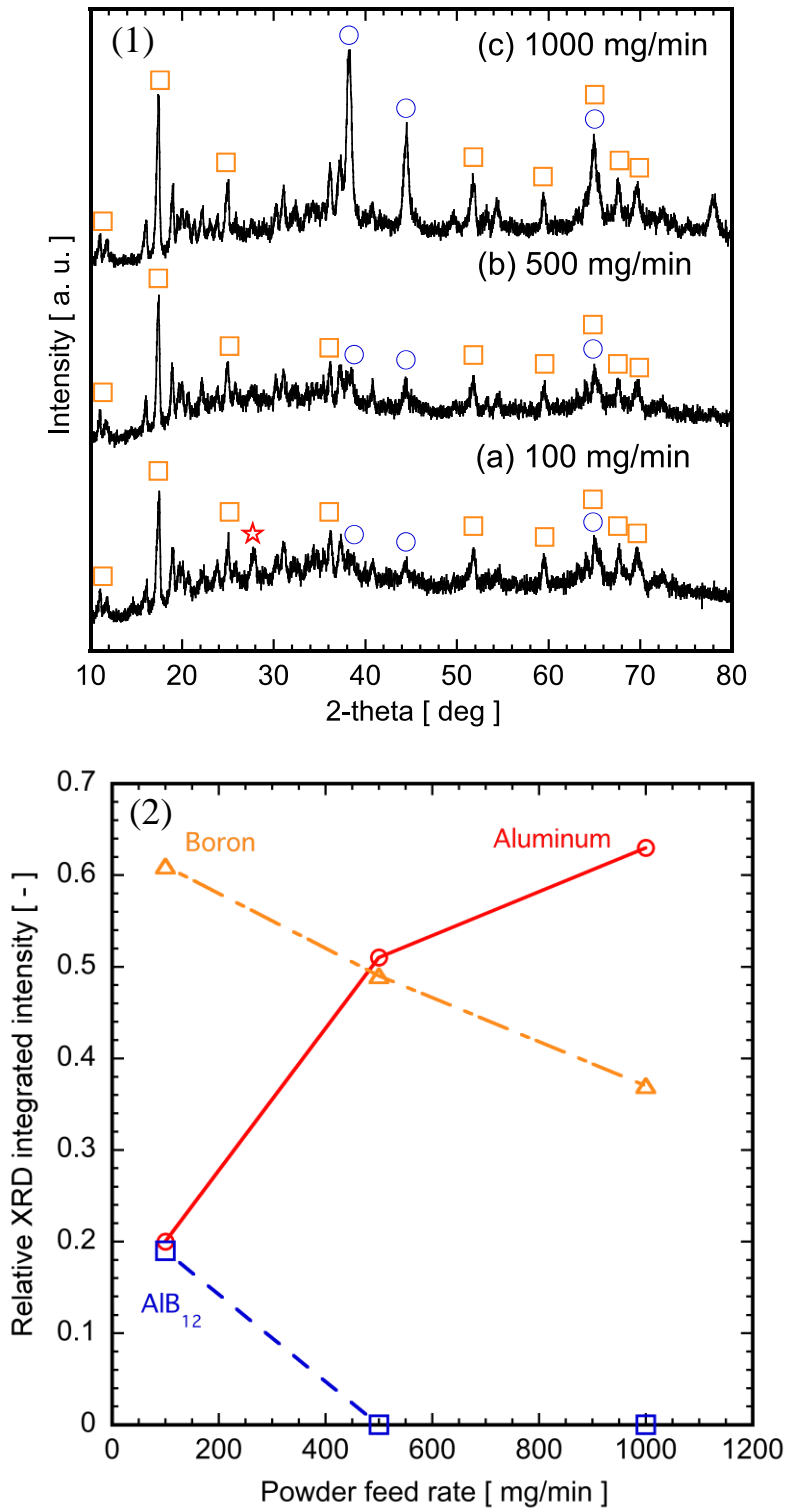 (1)
(c) 1000 mg/min
(b) 500 mg/min
(a) 100 mg/min
Intensity [ a. u. ]
10 20 30 40 50 60 70 80
2-theta [ deg ]
(2)
0.7
0.6
0.5
0.4
0.3
0.2
0.1
0
Boron
Aluminum
AlB12
Relative XRD integrated intensity [ - ]
0 200 400 600 800 1000 1200
Powder feed rate [ mg/min ]